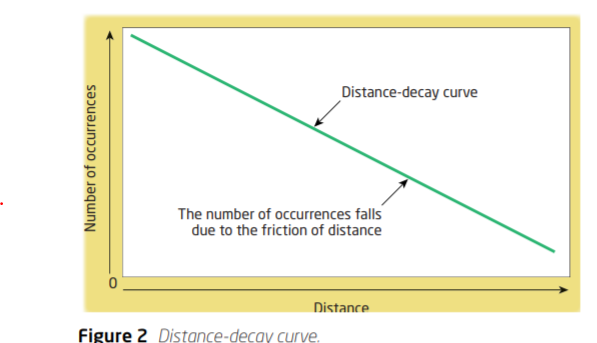 Number of occurrences
Distance-decay curve
The number of occurrences falls
due to the friction of distance
0
Distance
Figure 2 Distance-decay curve.